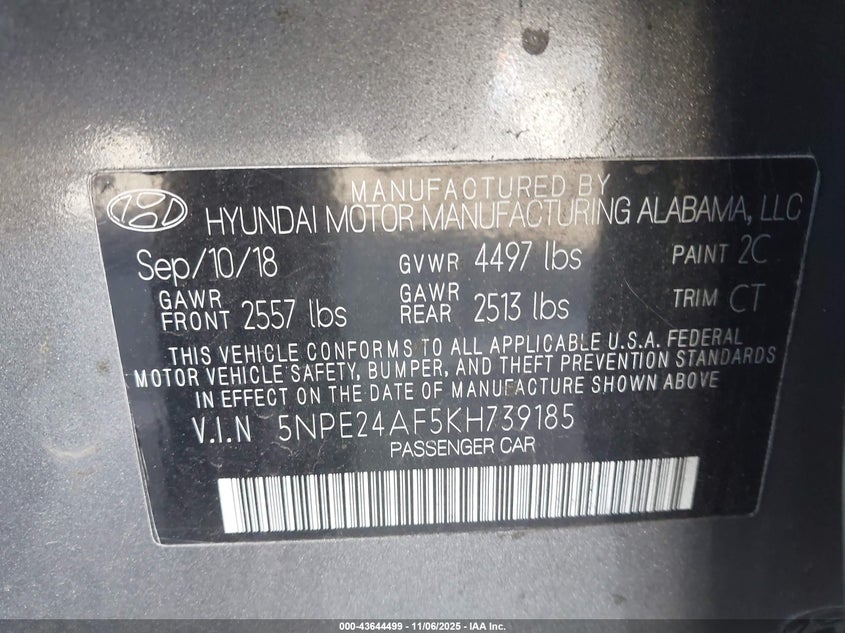 MANUFACTURED BY
HYUNDAI MOTOR MANUFACTURING ALABAMA, LLC
Sep/10/18 GVWR 4497 lbs PAINT 2C
GAWR FRONT 2557 lbs GAWR REAR 2513 lbs TRIM CT
THIS VEHICLE CONFORMS TO ALL APPLICABLE U.S.A. FEDERAL
MOTOR VEHICLE SAFETY, BUMPER, AND THEFT PREVENTION STANDARDS
IN EFFECT ON THE DATE OF MANUFACTURE SHOWN ABOVE
V.I.N 5NPE24AF5KH739185
PASSENGER CAR
000-43644499 - 11/06/2025 - IAA Inc.